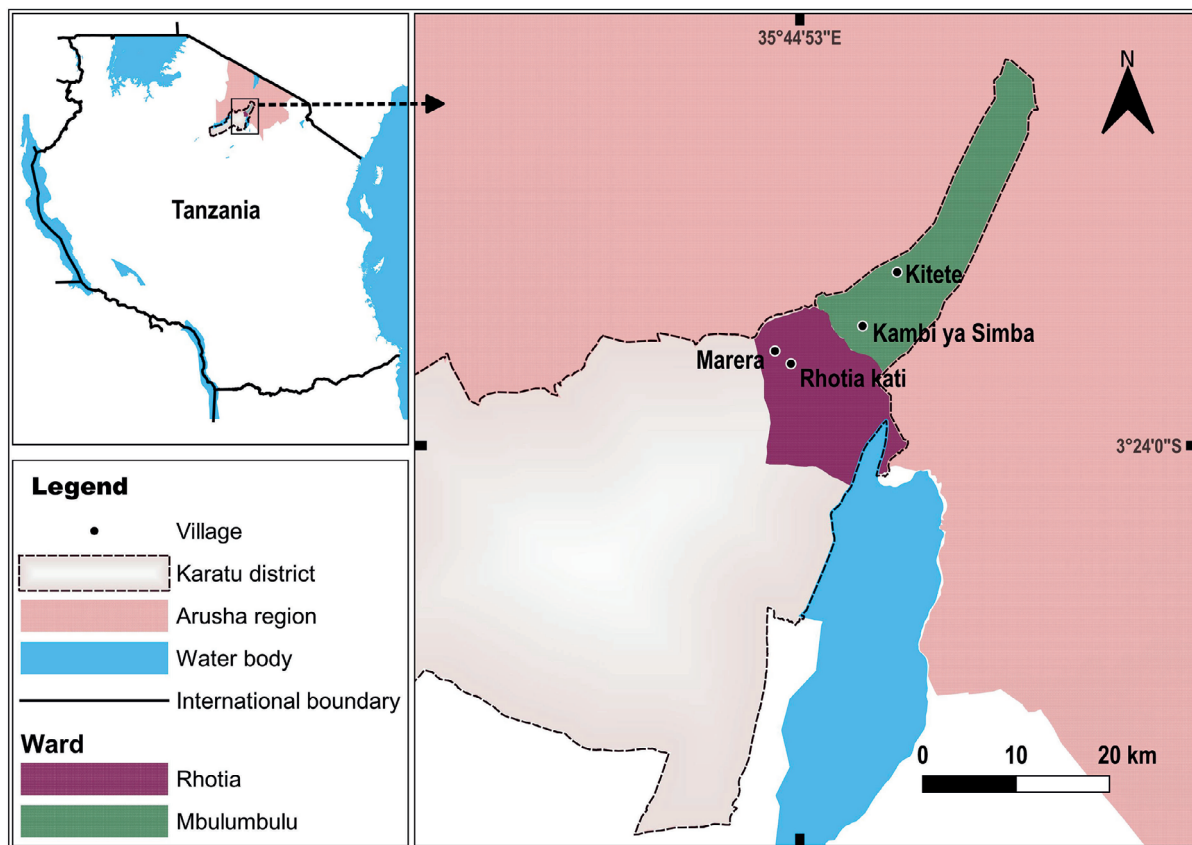 Tanzania
Legend
Village
Karatu district
Arusha region
Water body
International boundary
Ward
Rhotia
Mbulumbulu
35°44'53"E
N
Kitete
Kambi ya Simba
Marera
Rhotia kati
3°24'0"S
0 10 20 km